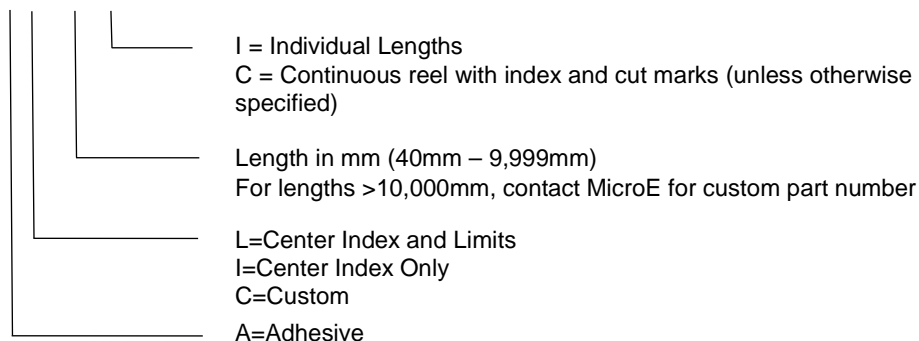 I = Individual Lengths
C = Continuous reel with index and cut marks (unless otherwise
specified)
Length in mm (40mm – 9,999mm)
For lengths >10,000mm, contact MicroE for custom part number
L=Center Index and Limits
I=Center Index Only
C=Custom
A=Adhesive